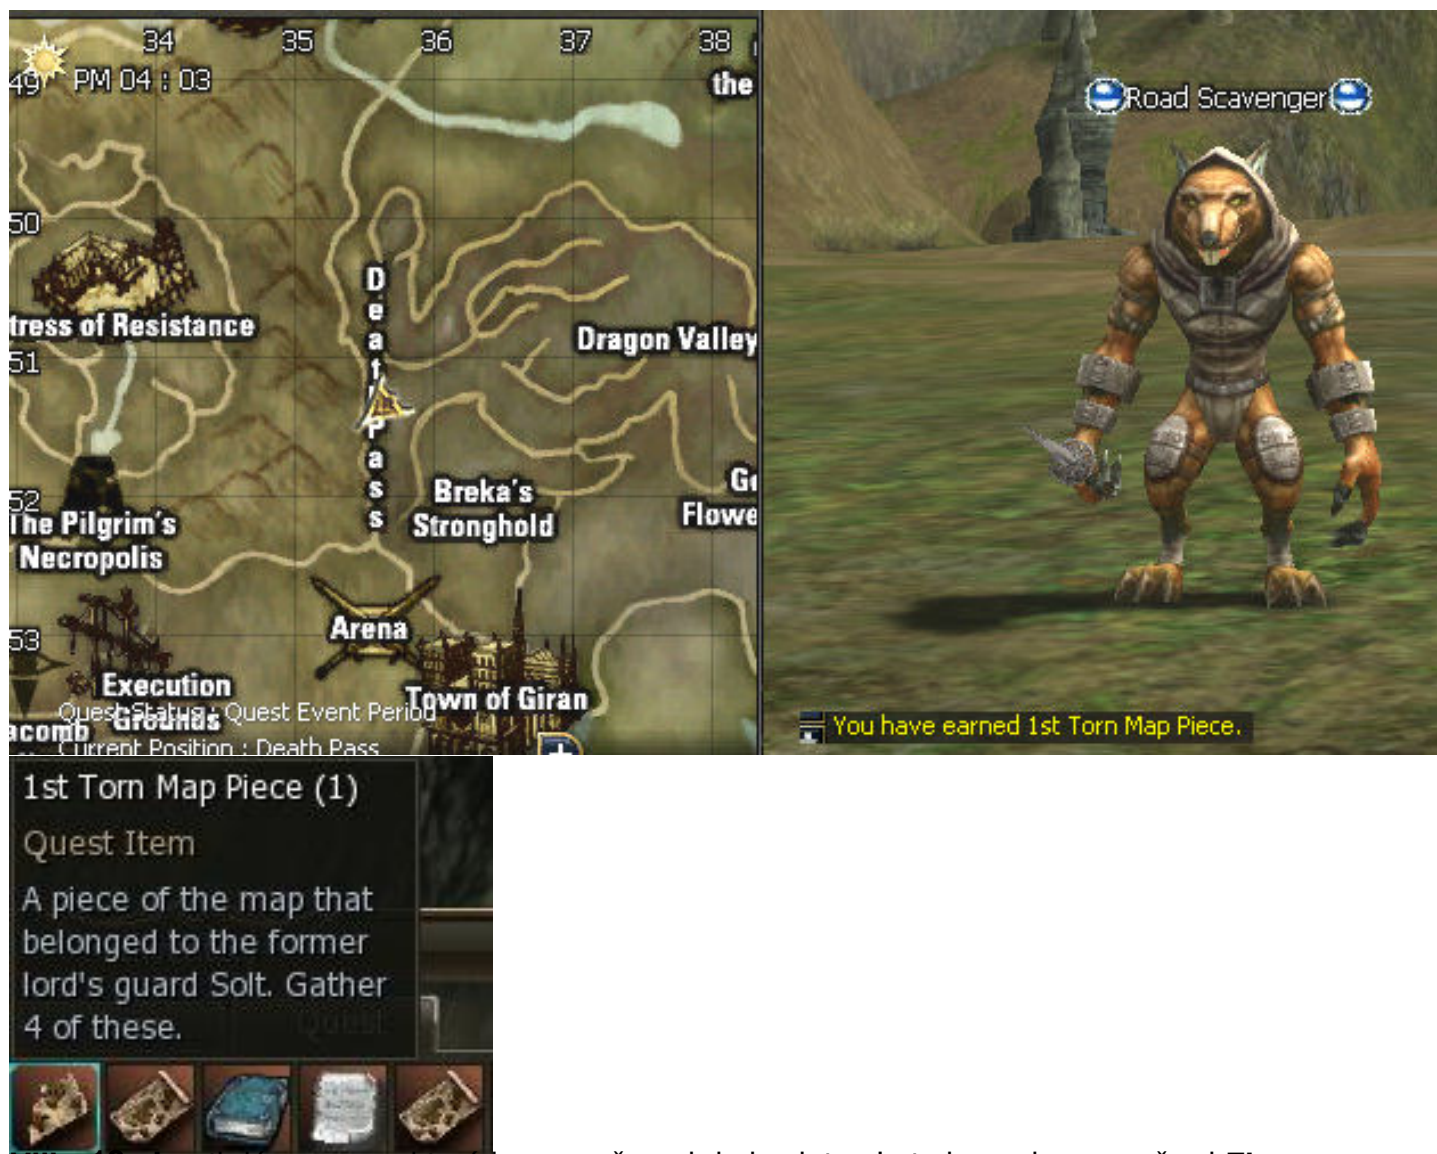 34 35 36 37 38
49
PM 04 : 03
the
50
Death Pass
tress of Resistance
Dragon Valley
51
52
The Pilgrim's
Necropolis
Breka's
Stronghold
Flowe
53
Arena
Execution
Grounds
Town of Giran
Quest Status : Quest Event Period
acomb
Current Position : Death Pass
Road Scavenger
You have earned 1st Torn Map Piece.
1st Torn Map Piece (1)
Quest Item
A piece of the map that
belonged to the former
lord's guard Solt. Gather
4 of these.